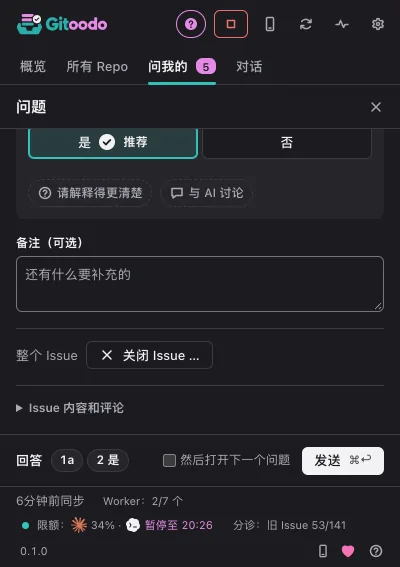 Gitoodo
概览 所有 Repo 问我的 5 对话
问题
是 推荐 否
请解释得更清楚 与 AI 讨论
备注（可选）
还有什么要补充的
整个 Issue 关闭 Issue ...
Issue 内容和评论
回答 1a 2 是 然后打开下一个问题 发送 ⌘↩
6分钟前同步 Worker：2/7 个
限额： 34% · 暂停至 20:26 分诊：旧 Issue 53/141
0.1.0